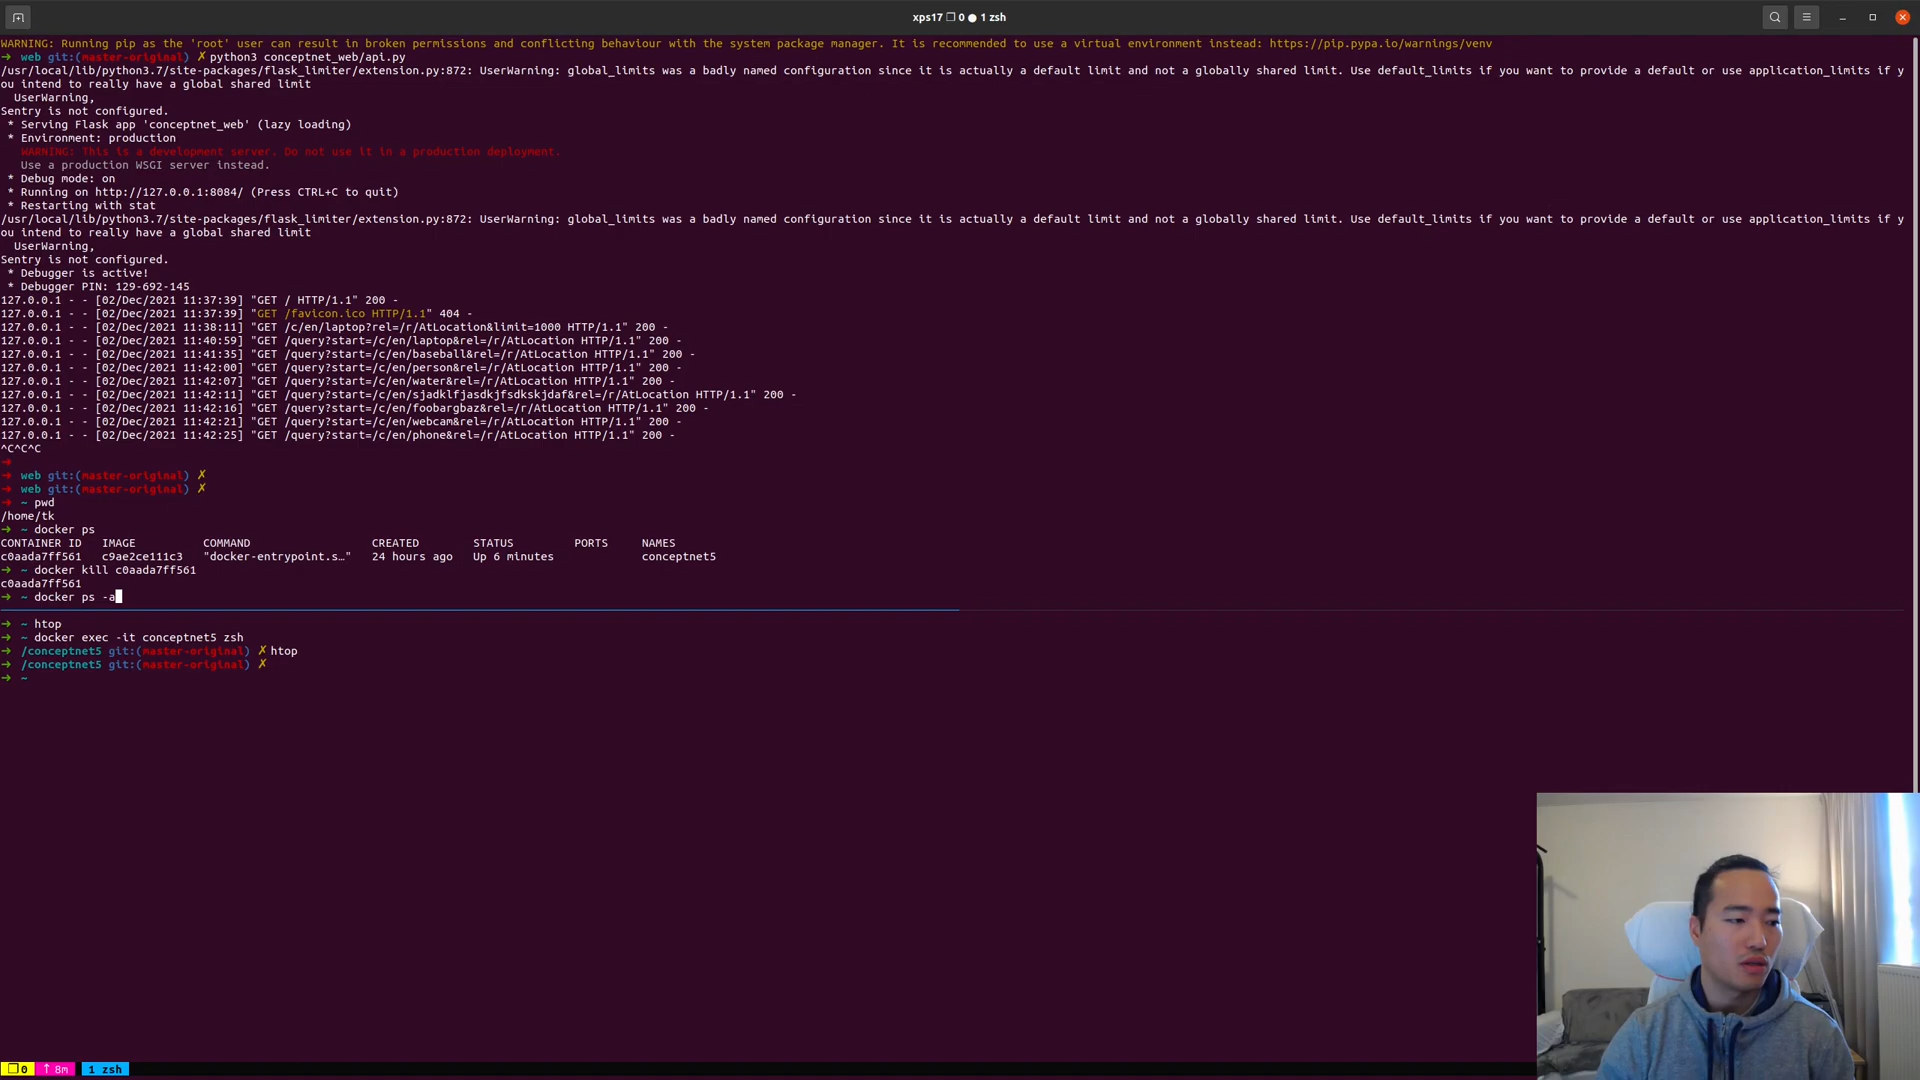 xps17 ❐ 0 ● 1 zsh
WARNING: Running pip as the 'root' user can result in broken permissions and conflicting behaviour with the system package manager. It is recommended to use a virtual environment instead: https://pip.pypa.io/warnings/venv
➜ web git:(master-original) ✗ python3 conceptnet_web/api.py
/usr/local/lib/python3.7/site-packages/flask_limiter/extension.py:872: UserWarning: global_limits was a badly named configuration since it is actually a default limit and not a globally shared limit. Use default_limits if you want to provide a default or use application_limits if y
ou intend to really have a global shared limit
UserWarning,
Sentry is not configured.
* Serving Flask app 'conceptnet_web' (lazy loading)
* Environment: production
WARNING: This is a development server. Do not use it in a production deployment.
Use a production WSGI server instead.
* Debug mode: on
* Running on http://127.0.0.1:8084/ (Press CTRL+C to quit)
* Restarting with stat
/usr/local/lib/python3.7/site-packages/flask_limiter/extension.py:872: UserWarning: global_limits was a badly named configuration since it is actually a default limit and not a globally shared limit. Use default_limits if you want to provide a default or use application_limits if y
ou intend to really have a global shared limit
UserWarning,
Sentry is not configured.
* Debugger is active!
* Debugger PIN: 129-692-145
127.0.0.1 - - [02/Dec/2021 11:37:39] "GET / HTTP/1.1" 200 -
127.0.0.1 - - [02/Dec/2021 11:37:39] "GET /favicon.ico HTTP/1.1" 404 -
127.0.0.1 - - [02/Dec/2021 11:38:11] "GET /c/en/laptop?rel=/r/AtLocation&limit=1000 HTTP/1.1" 200 -
127.0.0.1 - - [02/Dec/2021 11:40:59] "GET /query?start=/c/en/laptop&rel=/r/AtLocation HTTP/1.1" 200 -
127.0.0.1 - - [02/Dec/2021 11:41:35] "GET /query?start=/c/en/baseball&rel=/r/AtLocation HTTP/1.1" 200 -
127.0.0.1 - - [02/Dec/2021 11:42:00] "GET /query?start=/c/en/person&rel=/r/AtLocation HTTP/1.1" 200 -
127.0.0.1 - - [02/Dec/2021 11:42:07] "GET /query?start=/c/en/water&rel=/r/AtLocation HTTP/1.1" 200 -
127.0.0.1 - - [02/Dec/2021 11:42:11] "GET /query?start=/c/en/sjadklfjasdkjfsdkskjdaf&rel=/r/AtLocation HTTP/1.1" 200 -
127.0.0.1 - - [02/Dec/2021 11:42:16] "GET /query?start=/c/en/foobargbaz&rel=/r/AtLocation HTTP/1.1" 200 -
127.0.0.1 - - [02/Dec/2021 11:42:21] "GET /query?start=/c/en/webcam&rel=/r/AtLocation HTTP/1.1" 200 -
127.0.0.1 - - [02/Dec/2021 11:42:25] "GET /query?start=/c/en/phone&rel=/r/AtLocation HTTP/1.1" 200 -
^C^C^C
➜
➜ web git:(master-original) ✗
➜ web git:(master-original) ✗
➜ ~ pwd
/home/tk
➜ ~ docker ps
CONTAINER ID IMAGE COMMAND CREATED STATUS PORTS NAMES
c0aada7ff561 c9ae2ce111c3 "docker-entrypoint.s…" 24 hours ago Up 6 minutes conceptnet5
➜ ~ docker kill c0aada7ff561
c0aada7ff561
➜ ~ docker ps -a
➜ ~ htop
➜ ~ docker exec -it conceptnet5 zsh
➜ /conceptnet5 git:(master-original) ✗ htop
➜ /conceptnet5 git:(master-original) ✗
➜ ~
❐ 0 ↑ 8m 1 zsh